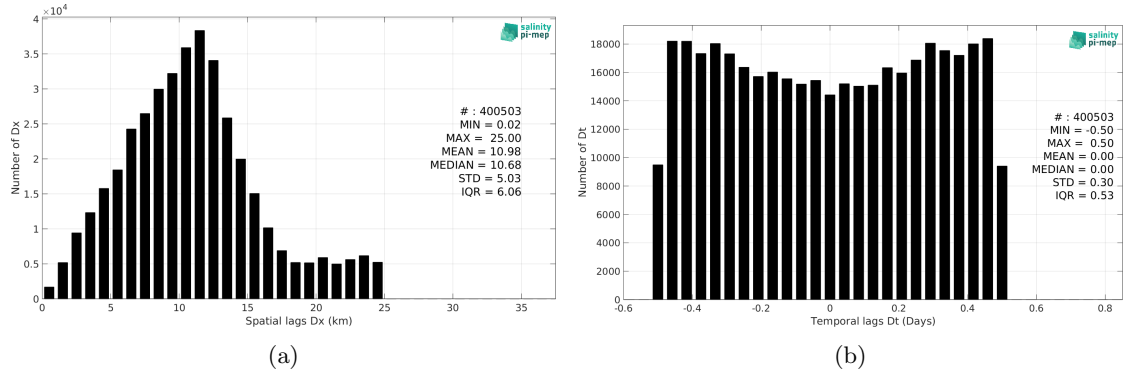 ×10⁴
4
3.5
3
2.5
2
1.5
1
0.5
0
Number of Dx
0 5 10 15 20 25 30 35
Spatial lags Dx (km)
salinity
pi-mep
# : 400503
MIN = 0.02
MAX = 25.00
MEAN = 10.98
MEDIAN = 10.68
STD = 5.03
IQR = 6.06
(a)
18000
16000
14000
12000
10000
8000
6000
4000
2000
0
Number of Dt
-0.6 -0.4 -0.2 0 0.2 0.4 0.6 0.8
Temporal lags Dt (Days)
salinity
pi-mep
# : 400503
MIN = -0.50
MAX = 0.50
MEAN = 0.00
MEDIAN = 0.00
STD = 0.30
IQR = 0.53
(b)